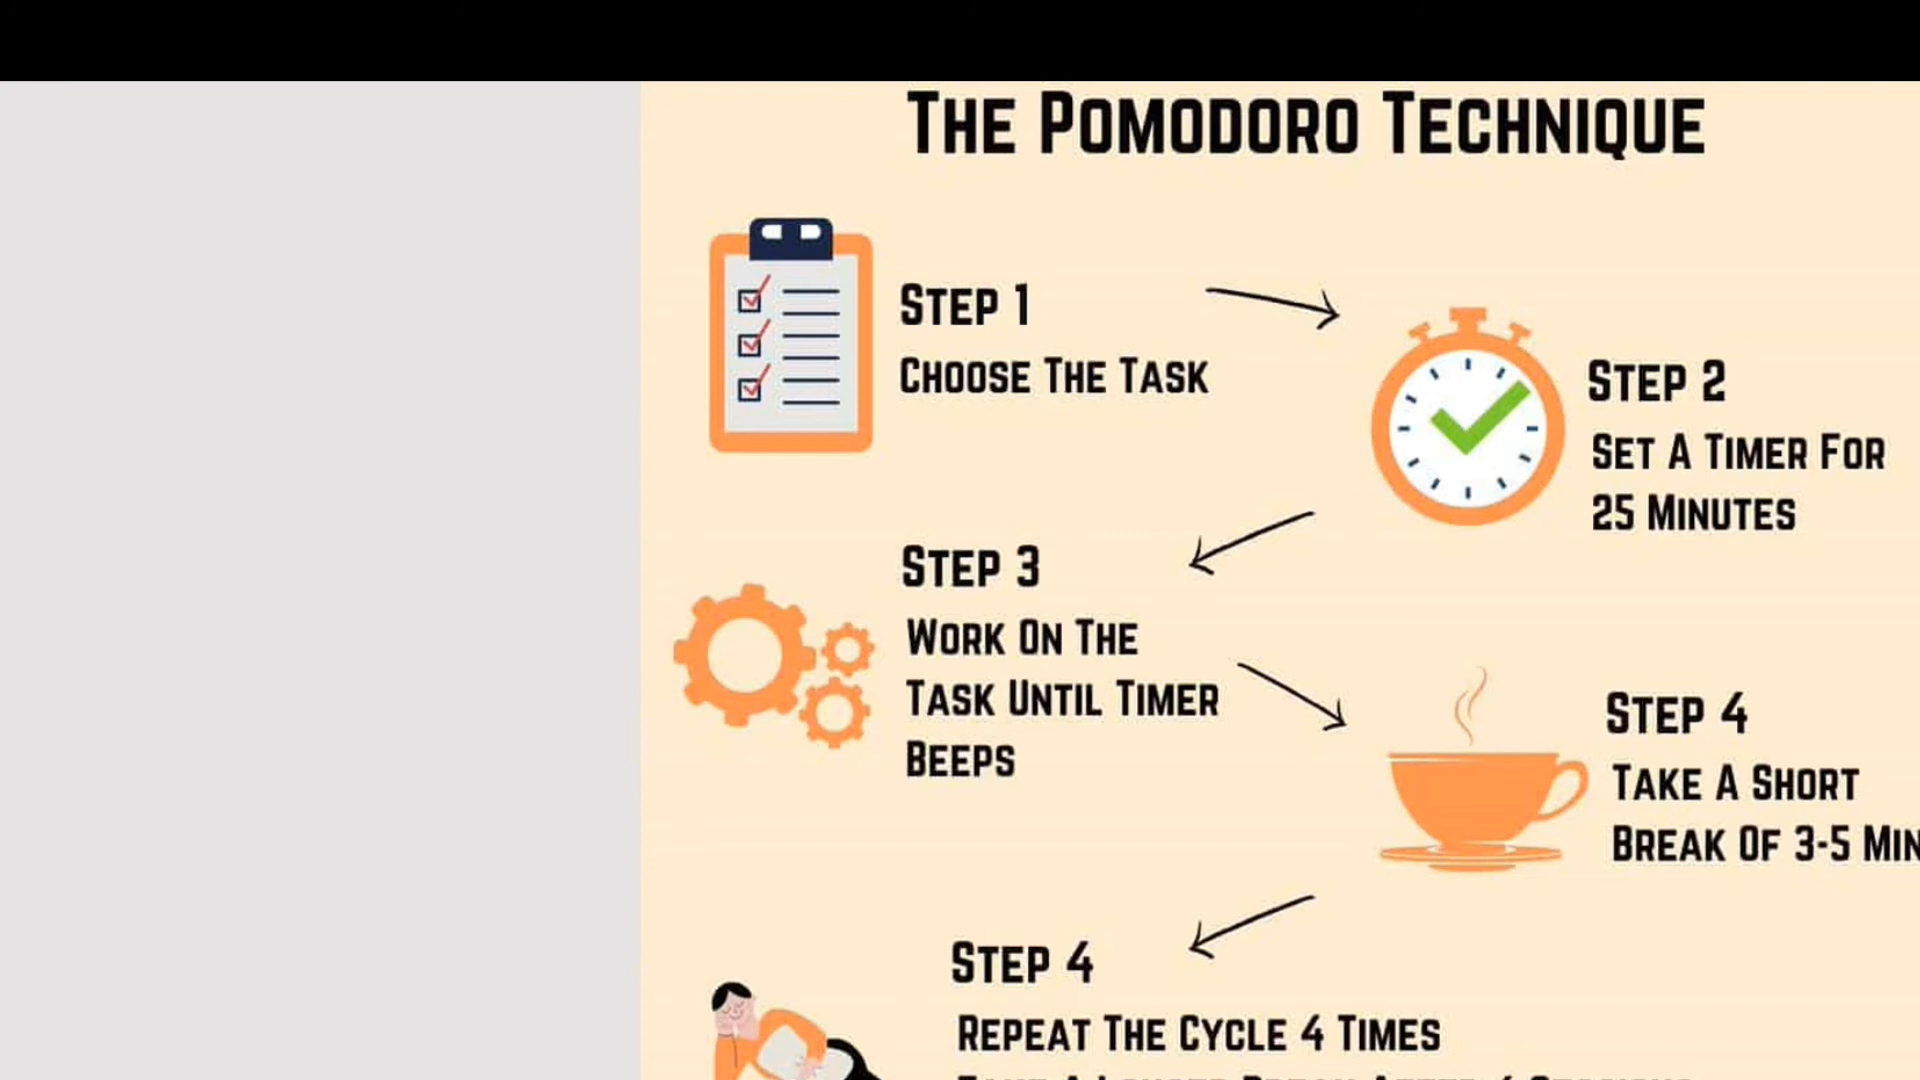 THE POMODORO TECHNIQUE
STEP 1
CHOOSE THE TASK
STEP 2
SET A TIMER FOR
25 MINUTES
STEP 3
WORK ON THE
TASK UNTIL TIMER
BEEPS
STEP 4
TAKE A SHORT
BREAK OF 3-5 MIN
STEP 4
REPEAT THE CYCLE 4 TIMES